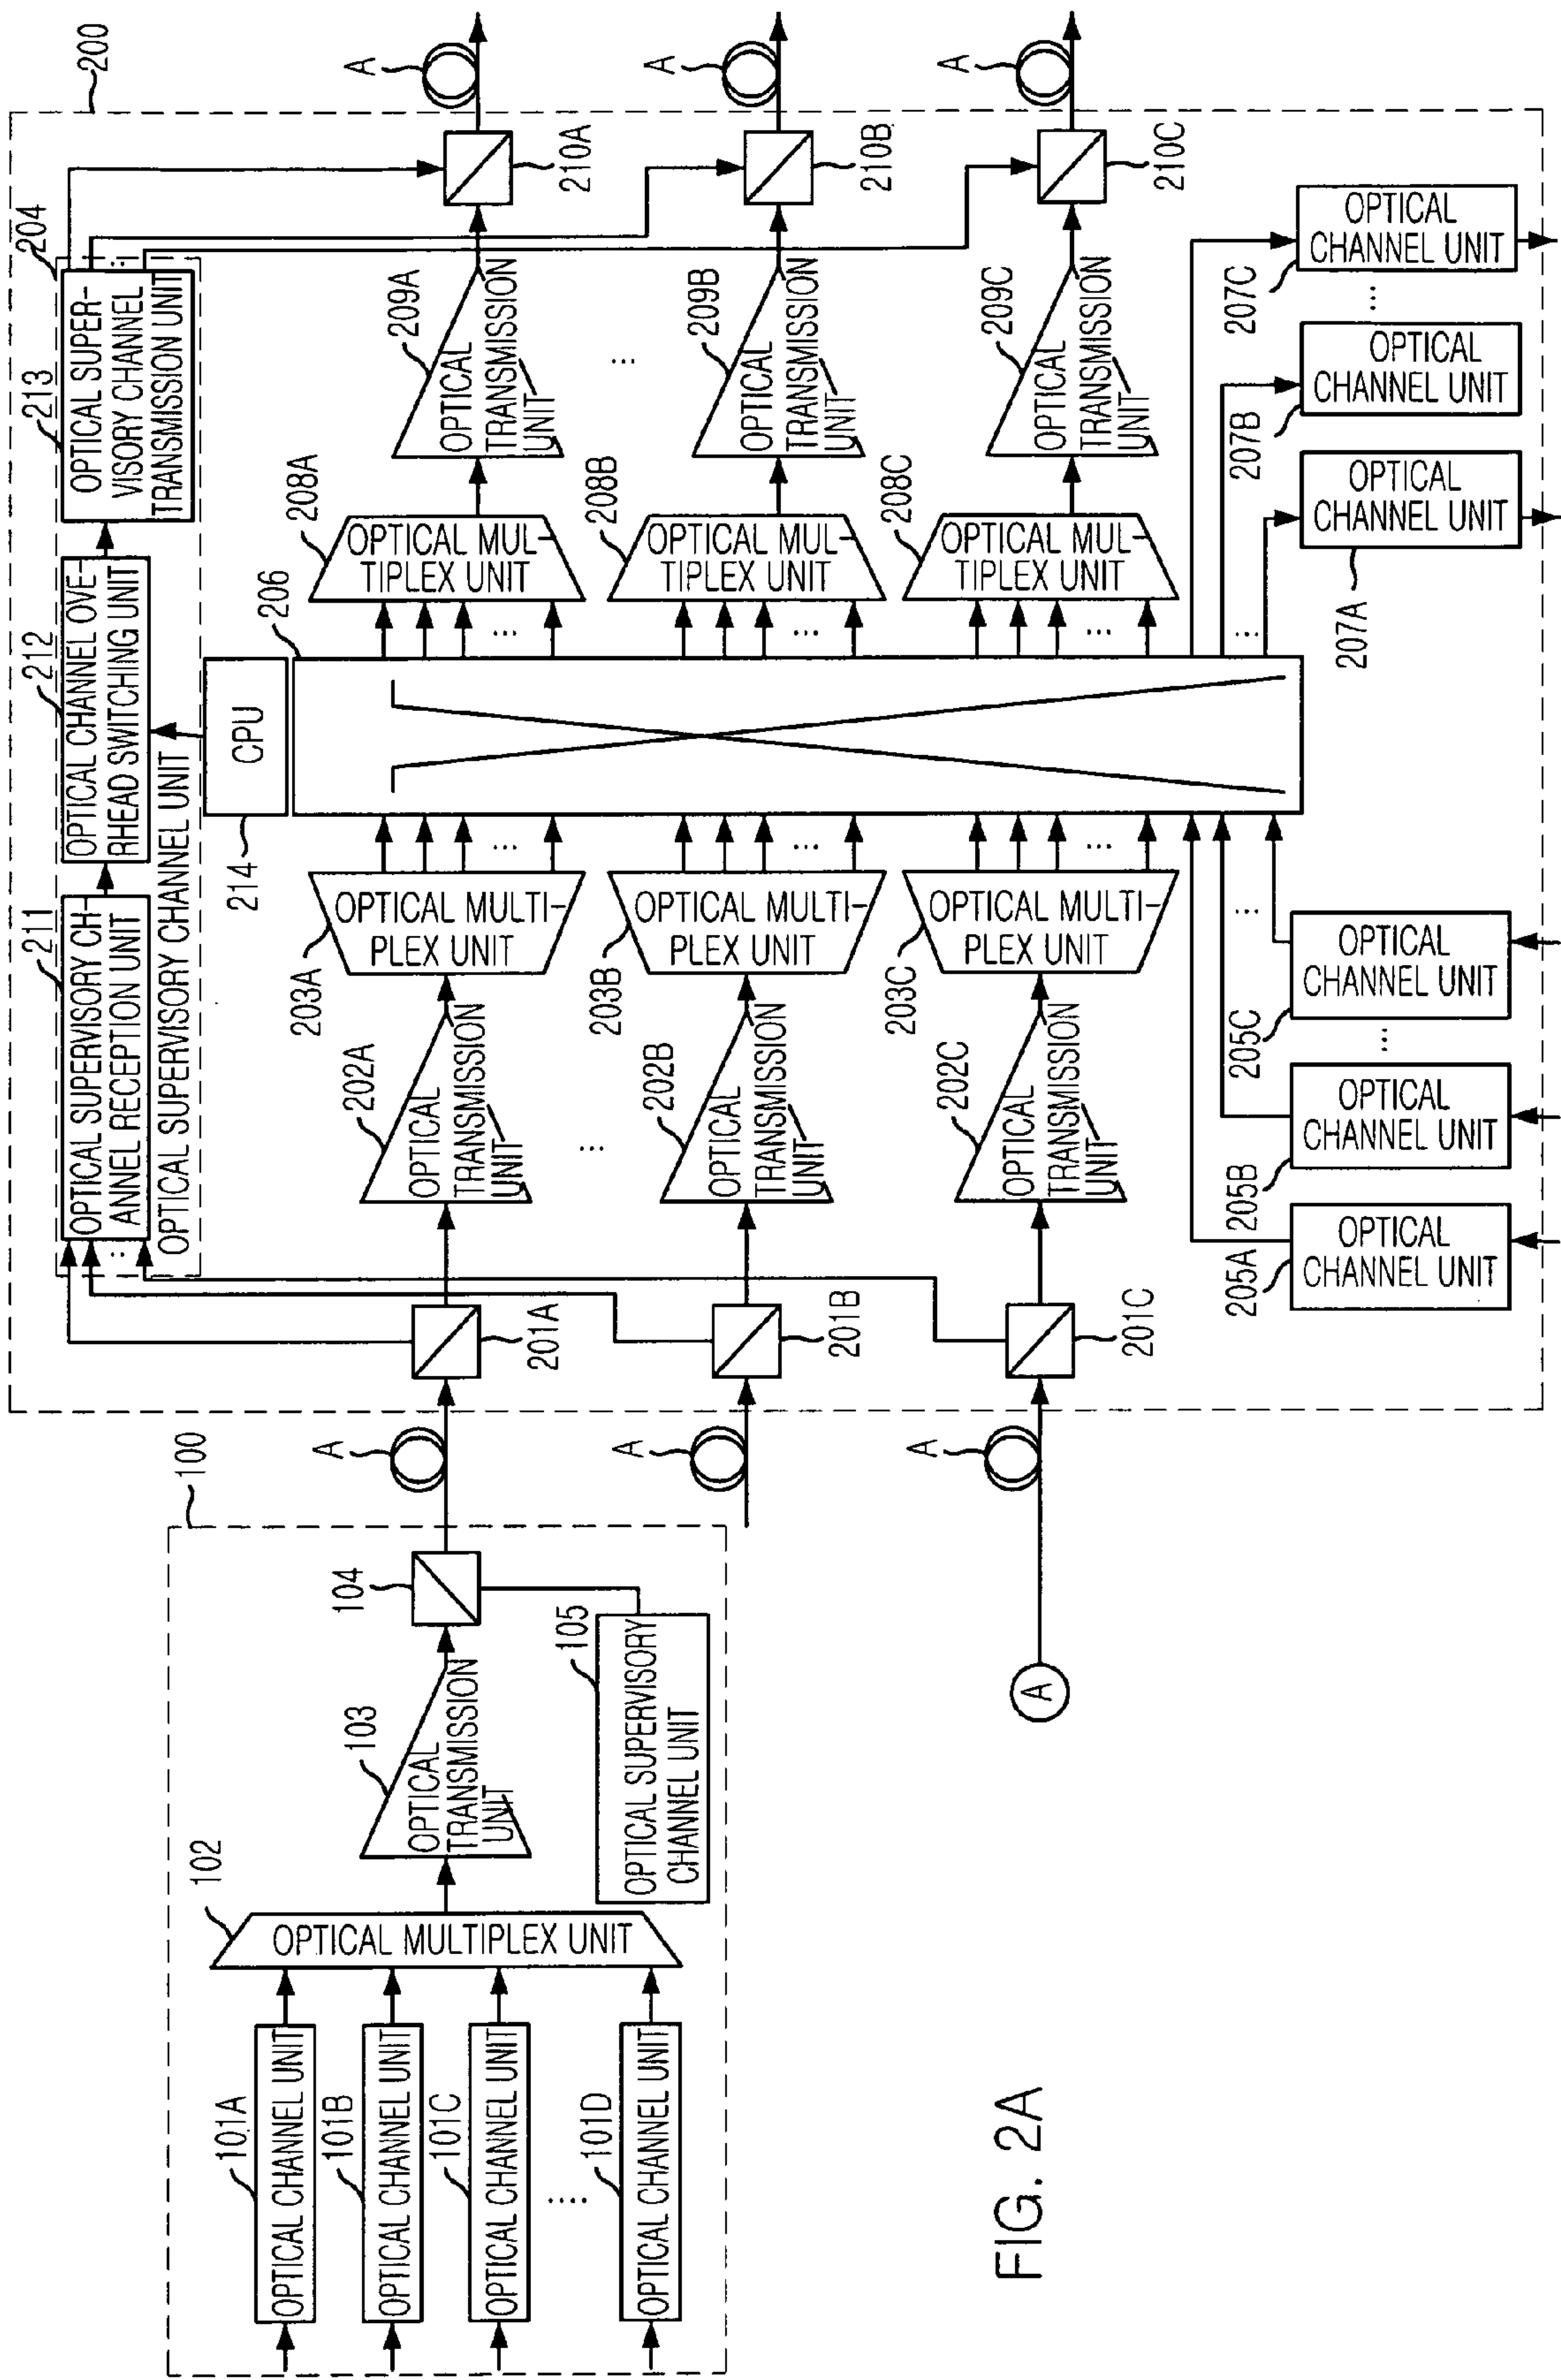 100
101A
OPTICAL CHANNEL UNIT
101B
OPTICAL CHANNEL UNIT
101C
OPTICAL CHANNEL UNIT
....
101D
OPTICAL CHANNEL UNIT
102
OPTICAL MULTIPLEX UNIT
103
OPTICAL
TRANSMISSION
UNIT
104
105
OPTICAL SUPERVISORY
CHANNEL UNIT
A
A
A
A
200
204
211
OPTICAL SUPERVISORY CH-
ANNEL RECEPTION UNIT
212
OPTICAL CHANNEL OVE-
RHEAD SWITCHING UNIT
213
OPTICAL SUPER-
VISORY CHANNEL
TRANSMISSION UNIT
OPTICAL SUPERVISORY CHANNEL UNIT
...
...
214
CPU
206
201A
202A
OPTICAL
TRANSMISSION
UNIT
203A
OPTICAL MULTI-
PLEX UNIT
...
...
208A
OPTICAL MUL-
TIPLEX UNIT
209A
OPTICAL
TRANSMISSION
UNIT
210A
A
...
...
201B
202B
OPTICAL
TRANSMISSION
UNIT
203B
OPTICAL MULTI-
PLEX UNIT
...
...
208B
OPTICAL MUL-
TIPLEX UNIT
209B
OPTICAL
TRANSMISSION
UNIT
210B
A
201C
202C
OPTICAL
TRANSMISSION
UNIT
203C
OPTICAL MULTI-
PLEX UNIT
...
...
208C
OPTICAL MUL-
TIPLEX UNIT
209C
OPTICAL
TRANSMISSION
UNIT
210C
A
205A
OPTICAL
CHANNEL UNIT
205B
OPTICAL
CHANNEL UNIT
...
205C
OPTICAL
CHANNEL UNIT
...
...
207A
OPTICAL
CHANNEL UNIT
207B
OPTICAL
CHANNEL UNIT
...
207C
OPTICAL
CHANNEL UNIT
FIG. 2A